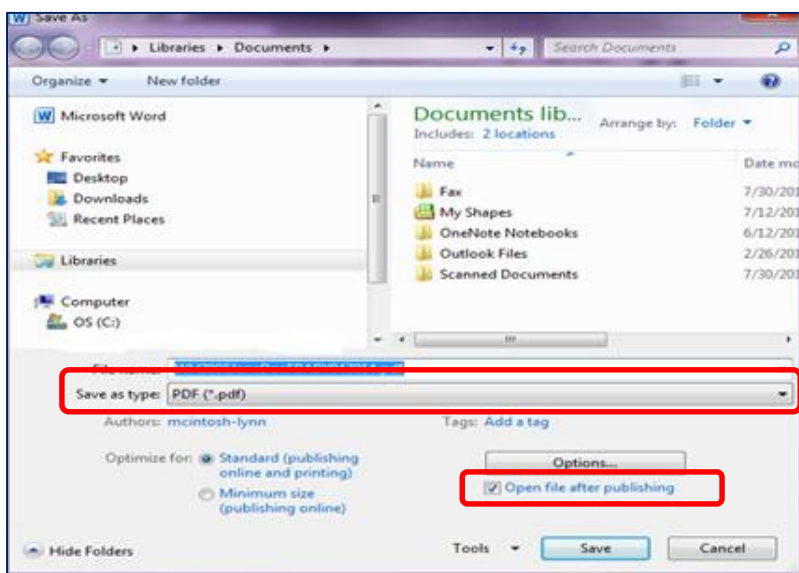 Save As
Libraries Documents Search Documents
Organize New folder
Microsoft Word
Favorites
Desktop
Downloads
Recent Places
Libraries
Computer
OS (C:)
Documents lib...
Includes: 2 locations
Arrange by: Folder
Name Date mo
Fax 7/30/201
My Shapes 7/12/201
OneNote Notebooks 6/12/201
Outlook Files 2/26/201
Scanned Documents 7/30/201
File name:
Save as type: PDF (*.pdf)
Authors: mcintosh-lynn Tags: Add a tag
Optimize for: Standard (publishing
online and printing)
Minimum size
(publishing online)
Options...
Open file after publishing
Hide Folders Tools Save Cancel